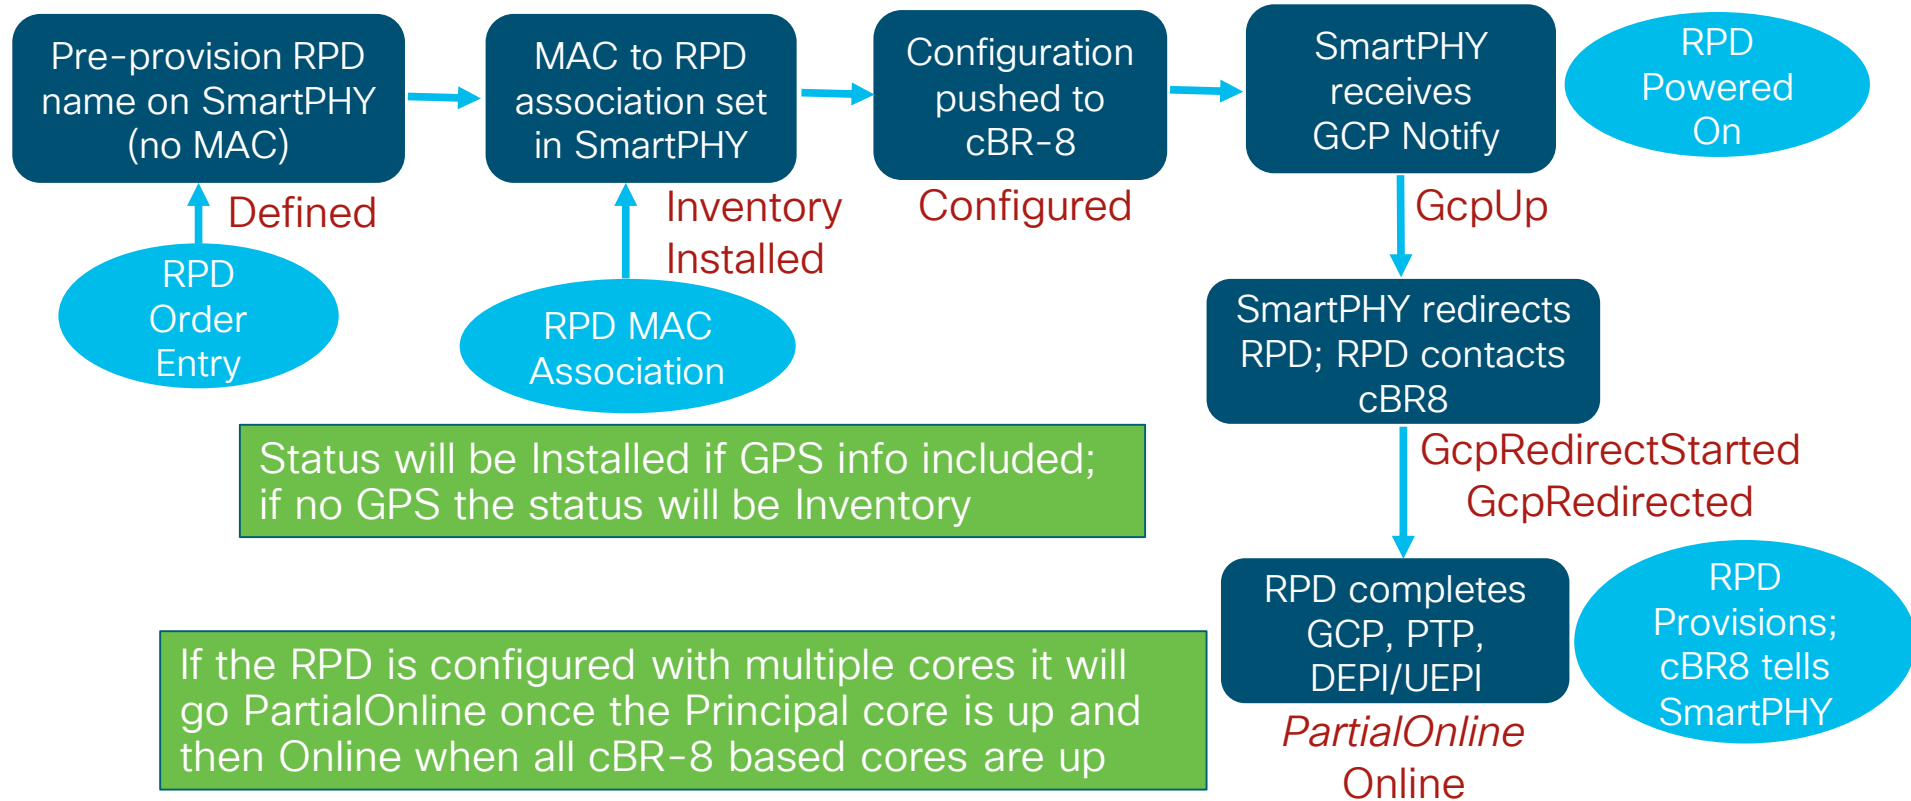 Pre-provision RPD
name on SmartPHY
(no MAC)
MAC to RPD
association set
in SmartPHY
Configuration
pushed to
cBR-8
SmartPHY
receives
GCP Notify
RPD
Powered
On
Defined
Inventory
Installed
Configured
GcpUp
RPD
Order
Entry
RPD MAC
Association
SmartPHY redirects
RPD; RPD contacts
cBR8
Status will be Installed if GPS info included;
if no GPS the status will be Inventory
GcpRedirectStarted
GcpRedirected
RPD completes
GCP, PTP,
DEPI/UEPI
RPD
Provisions;
cBR8 tells
SmartPHY
If the RPD is configured with multiple cores it will
go PartialOnline once the Principal core is up and
then Online when all cBR-8 based cores are up
PartialOnline
Online